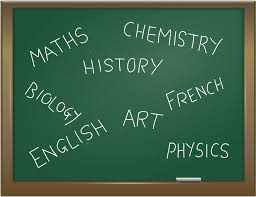 MATHS
CHEMISTRY
HISTORY
BIOLOGY
FRENCH
ENGLISH
ART
PHYSICS